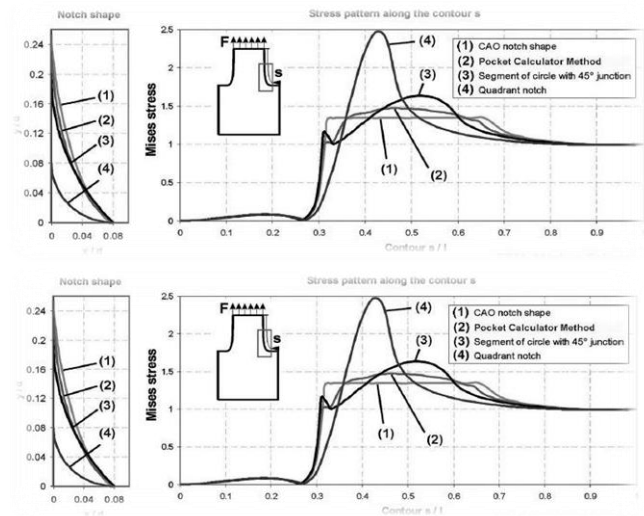 Notch shape
Stress pattern along the contour s
0.24
0.2
0.16
0.12
0.08
0.04
0
0 0.04 0.08
(1)
(2)
(3)
(4)
Mises stress
2.5
2
1.5
1
0.5
0
F
s
(4)
(3)
(1)
(2)
(1) CAO notch shape
(2) Pocket Calculator Method
(3) Segment of circle with 45° junction
(4) Quadrant notch
0 0.1 0.2 0.3 0.4 0.5 0.6 0.7 0.8 0.9
Contour s / l
Notch shape
Stress pattern along the contour s
0.24
0.2
0.16
0.12
0.08
0.04
0
0 0.04 0.08
(1)
(2)
(3)
(4)
Mises stress
2.5
2
1.5
1
0.5
0
F
s
(4)
(3)
(1)
(2)
(1) CAO notch shape
(2) Pocket Calculator Method
(3) Segment of circle with 45° junction
(4) Quadrant notch
0 0.1 0.2 0.3 0.4 0.5 0.6 0.7 0.8 0.9
Contour s / l